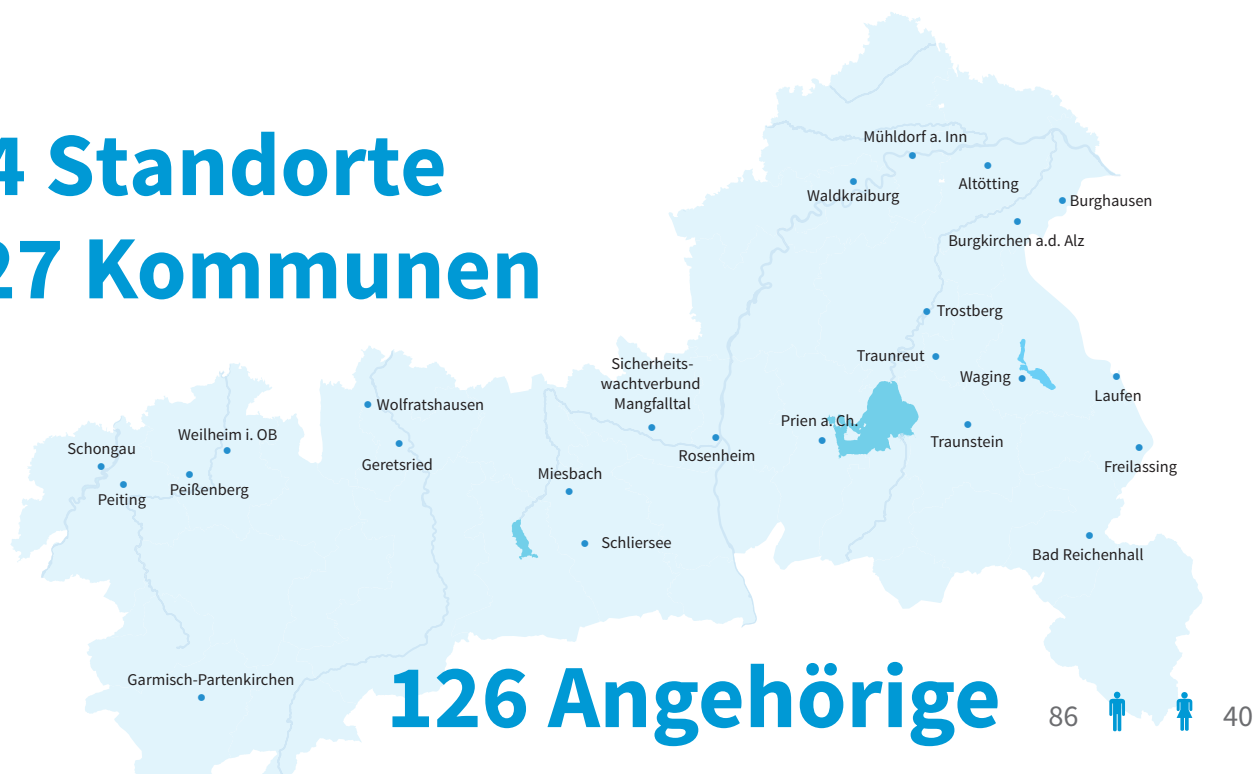 4 Standorte
27 Kommunen
Mühldorf a. Inn
Waldkraiburg
Altötting
Burghausen
Burgkirchen a.d. Alz
Trostberg
Traunreut
Waging
Laufen
Sicherheits-
wachtverbund
Mangfalltal
Prien a. Ch.
Traunstein
Rosenheim
Freilassing
Wolfratshausen
Weilheim i. OB
Schongau
Geretsried
Peißenberg
Peiting
Miesbach
Schliersee
Bad Reichenhall
Garmisch-Partenkirchen
126 Angehörige
86
40